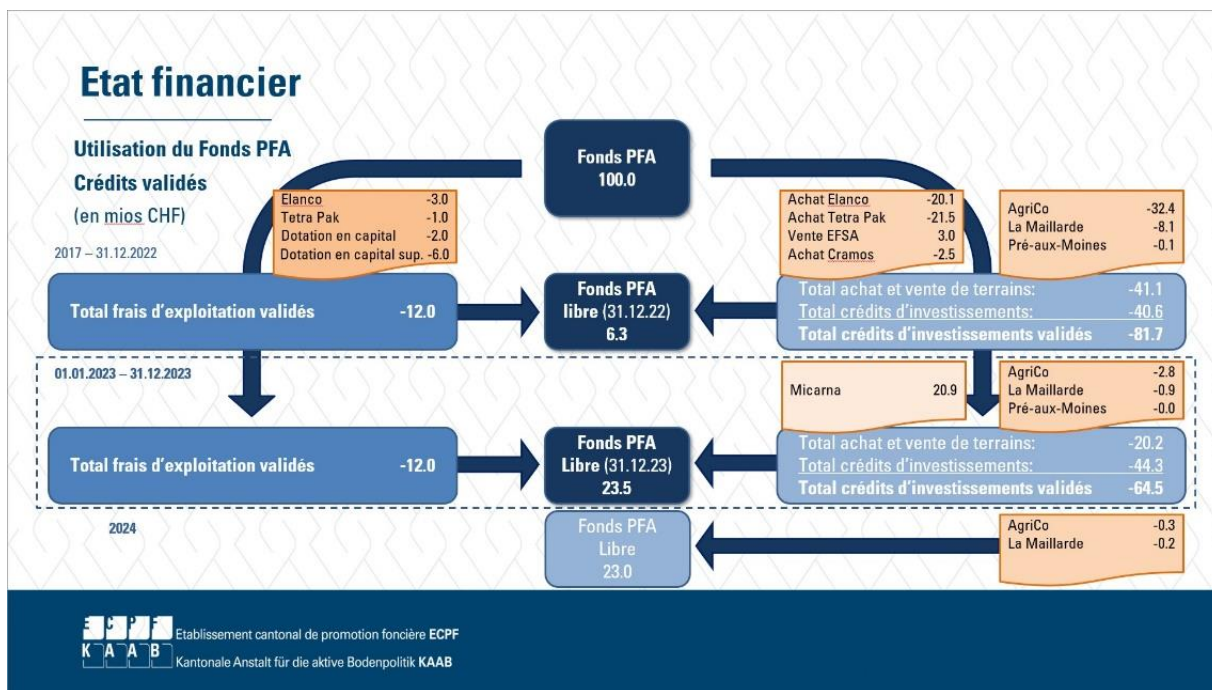 Etat financier
Utilisation du Fonds PFA
Crédits validés
(en mios CHF)
Fonds PFA
100.0
Elanco -3.0
Tetra Pak -1.0
Dotation en capital -2.0
Dotation en capital sup. -6.0
Achat Elanco -20.1
Achat Tetra Pak -21.5
Vente EFSA 3.0
Achat Cramos -2.5
AgriCo -32.4
La Maillarde -8.1
Pré-aux-Moines -0.1
2017 – 31.12.2022
Total frais d'exploitation validés -12.0
Fonds PFA
libre (31.12.22)
6.3
Total achat et vente de terrains: -41.1
Total crédits d'investissements: -40.6
Total crédits d'investissements validés -81.7
01.01.2023 – 31.12.2023
Micarna 20.9
AgriCo -2.8
La Maillarde -0.9
Pré-aux-Moines -0.0
Total frais d'exploitation validés -12.0
Fonds PFA
Libre (31.12.23)
23.5
Total achat et vente de terrains: -20.2
Total crédits d'investissements: -44.3
Total crédits d'investissements validés -64.5
2024
Fonds PFA
Libre
23.0
AgriCo -0.3
La Maillarde -0.2
E C P F
Etablissement cantonal de promotion foncière ECPF
K A A B
Kantonale Anstalt für die aktive Bodenpolitik KAAB